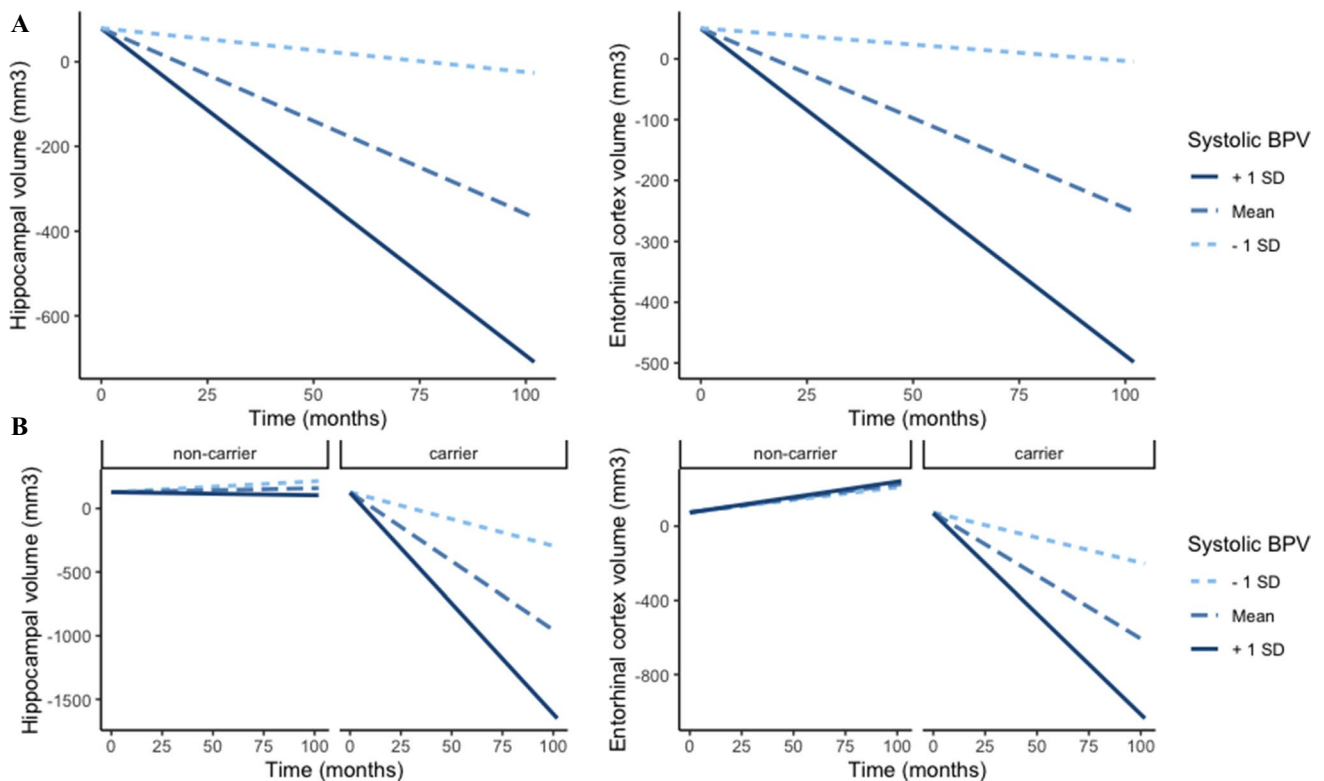 A
Hippocampal volume (mm3)
0
-200
-400
-600
0 25 50 75 100
Time (months)
Entorhinal cortex volume (mm3)
0
-100
-200
-300
-400
-500
0 25 50 75 100
Time (months)
Systolic BPV
+ 1 SD
Mean
- 1 SD
B
non-carrier carrier
Hippocampal volume (mm3)
0
-500
-1000
-1500
0 25 50 75 100 0 25 50 75 100
Time (months)
non-carrier carrier
Entorhinal cortex volume (mm3)
0
-400
-800
0 25 50 75 100 0 25 50 75 100
Time (months)
Systolic BPV
- 1 SD
Mean
+ 1 SD